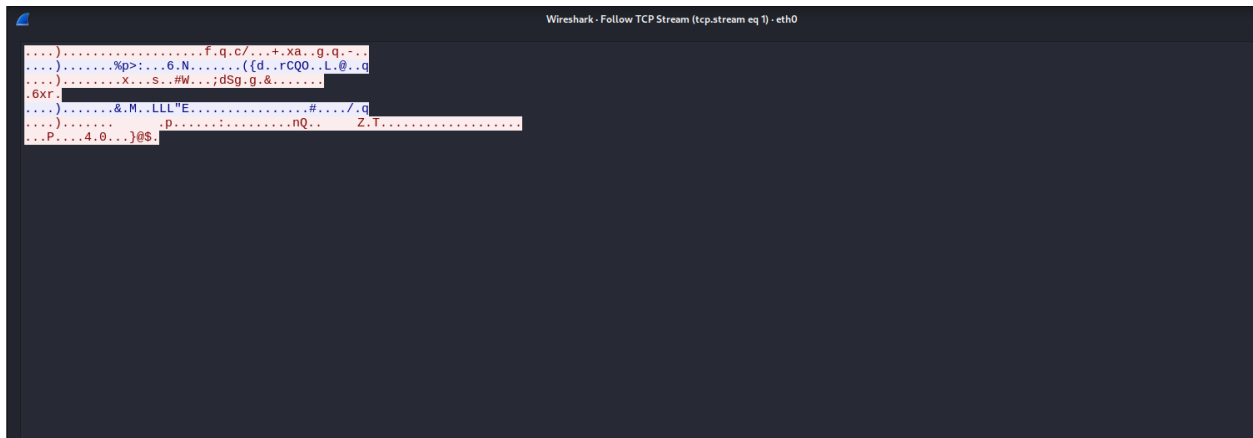 Wireshark · Follow TCP Stream (tcp.stream eq 1) · eth0
....)...................f.q.c/...+.xa..g.q.-..
....).......%p>:...6.N.......({d..rCQO..L.@..q
....)........x...s..#W...;dSg.g.&.......
.6xr.
....).......&.M..LLL"E................#..../.q
....).......      .p......:.........nQ..     Z.T...................
...P....4.0...}@$.